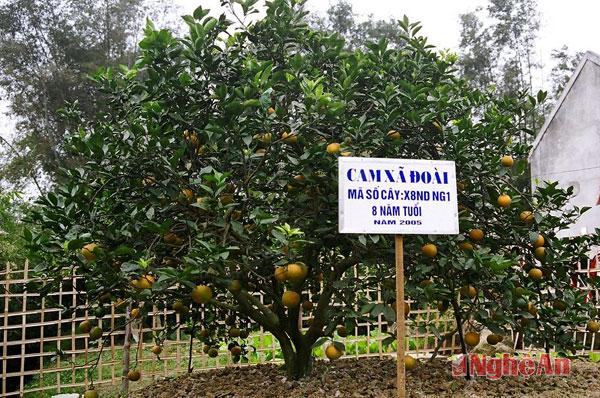 CAM XÃ ĐOÀI
MÃ SỐ CÂY:X8ND NG1
8 NĂM TUỔI
NĂM 2005
NgheAn